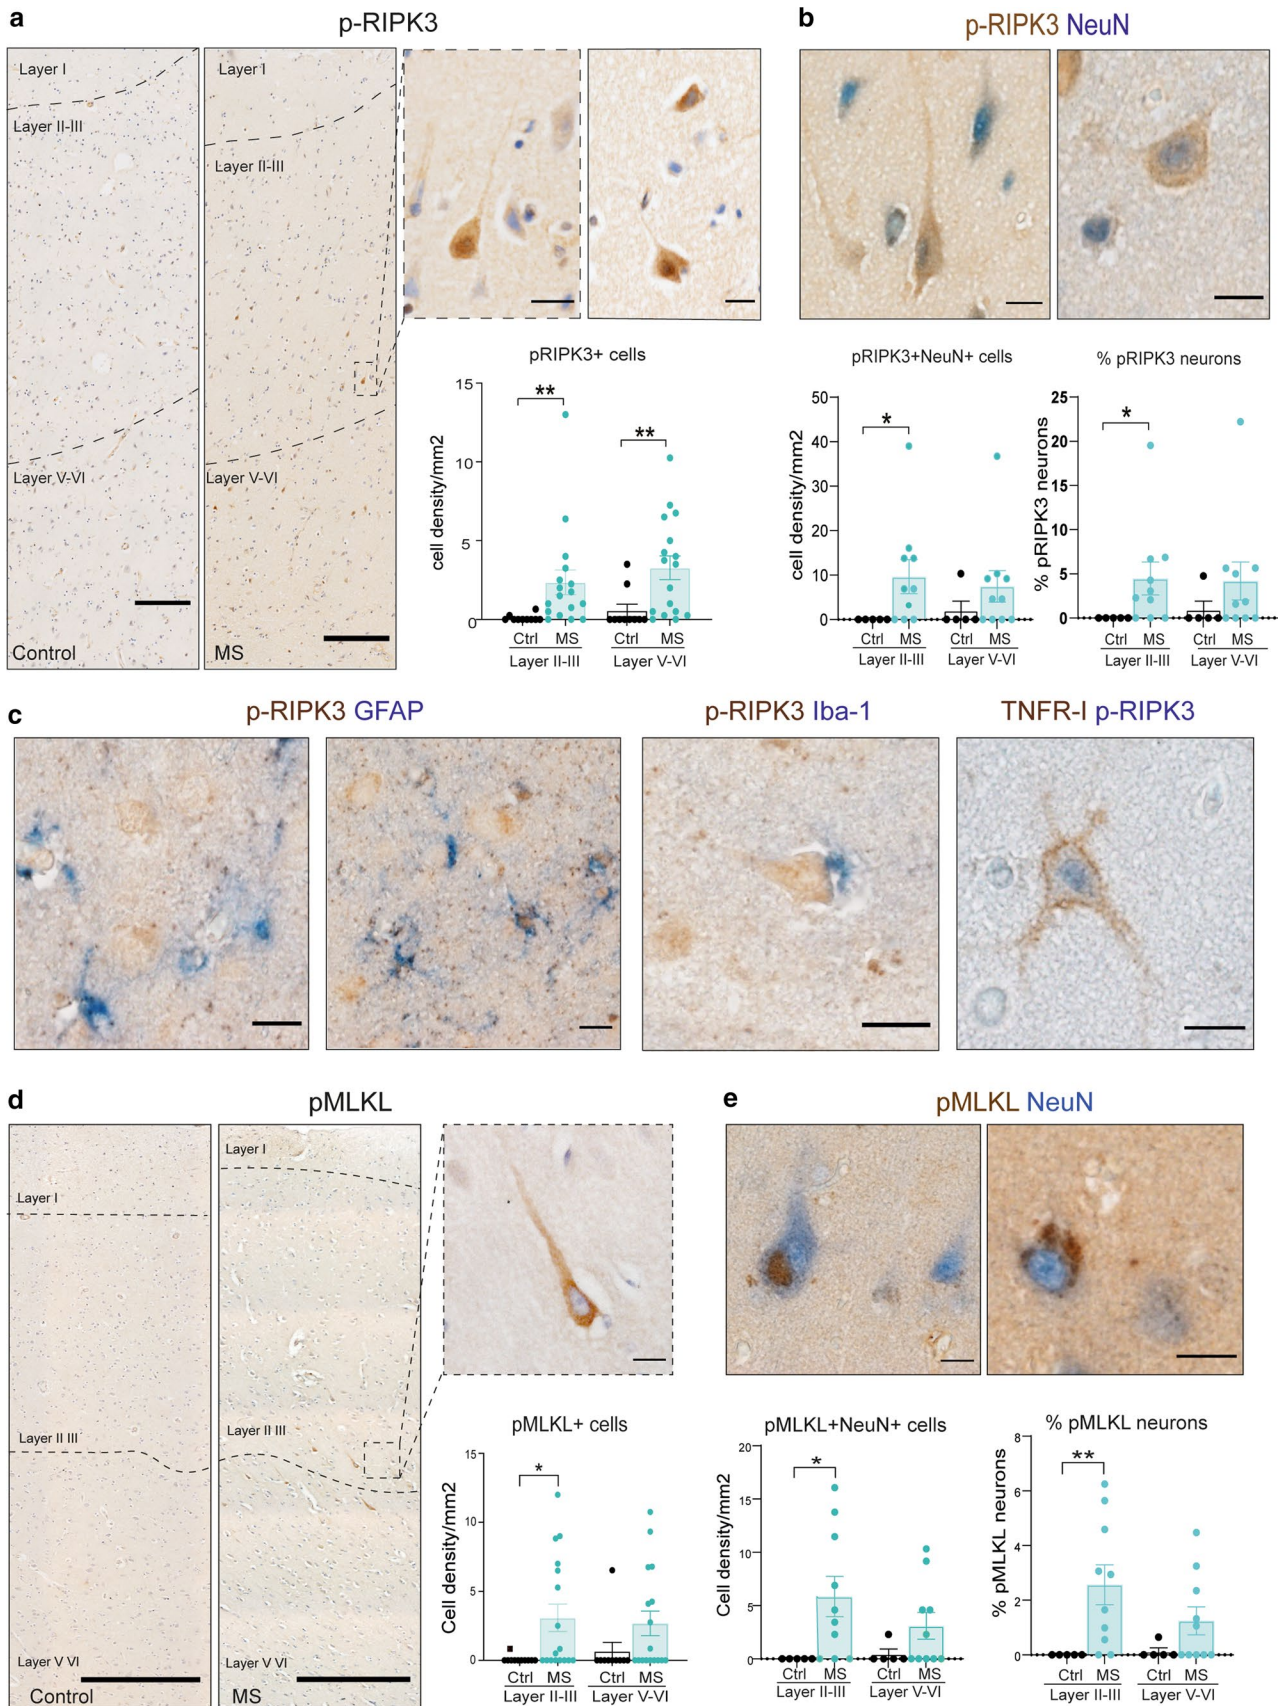 a
p-RIPK3
Layer I
Layer II-III
Layer V-VI
Control
Layer I
Layer II-III
Layer V-VI
MS
pRIPK3+ cells
cell density/mm2
15
10
5
0
**
**
Ctrl MS Ctrl MS
Layer II-III Layer V-VI
b
p-RIPK3 NeuN
pRIPK3+NeuN+ cells
cell density/mm2
50
40
30
20
10
0
*
Ctrl MS Ctrl MS
Layer II-III Layer V-VI
% pRIPK3 neurons
% pRIPK3 neurons
25
20
15
10
5
0
*
Ctrl MS Ctrl MS
Layer II-III Layer V-VI
c
p-RIPK3 GFAP
p-RIPK3 Iba-1
TNFR-I p-RIPK3
d
pMLKL
Layer I
Layer II III
Layer V VI
Control
Layer I
Layer II III
Layer V VI
MS
pMLKL+ cells
Cell density/mm2
15
10
5
0
*
Ctrl MS Ctrl MS
Layer II-III Layer V-VI
e
pMLKL NeuN
pMLKL+NeuN+ cells
Cell density/mm2
20
15
10
5
0
*
Ctrl MS Ctrl MS
Layer II-III Layer V-VI
% pMLKL neurons
% pMLKL neurons
8
6
4
2
0
**
Ctrl MS Ctrl MS
Layer II-III Layer V-VI